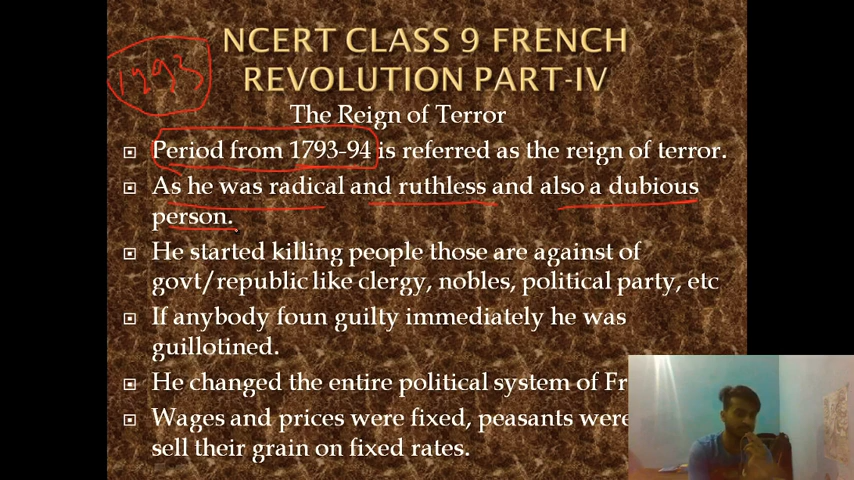 NCERT CLASS 9 FRENCH
REVOLUTION PART-IV
1793
The Reign of Terror
Period from 1793-94 is referred as the reign of terror.
As he was radical and ruthless and also a dubious
person.
He started killing people those are against of
govt/republic like clergy, nobles, political party, etc
If anybody foun guilty immediately he was
guillotined.
He changed the entire political system of Fr
Wages and prices were fixed, peasants were
sell their grain on fixed rates.